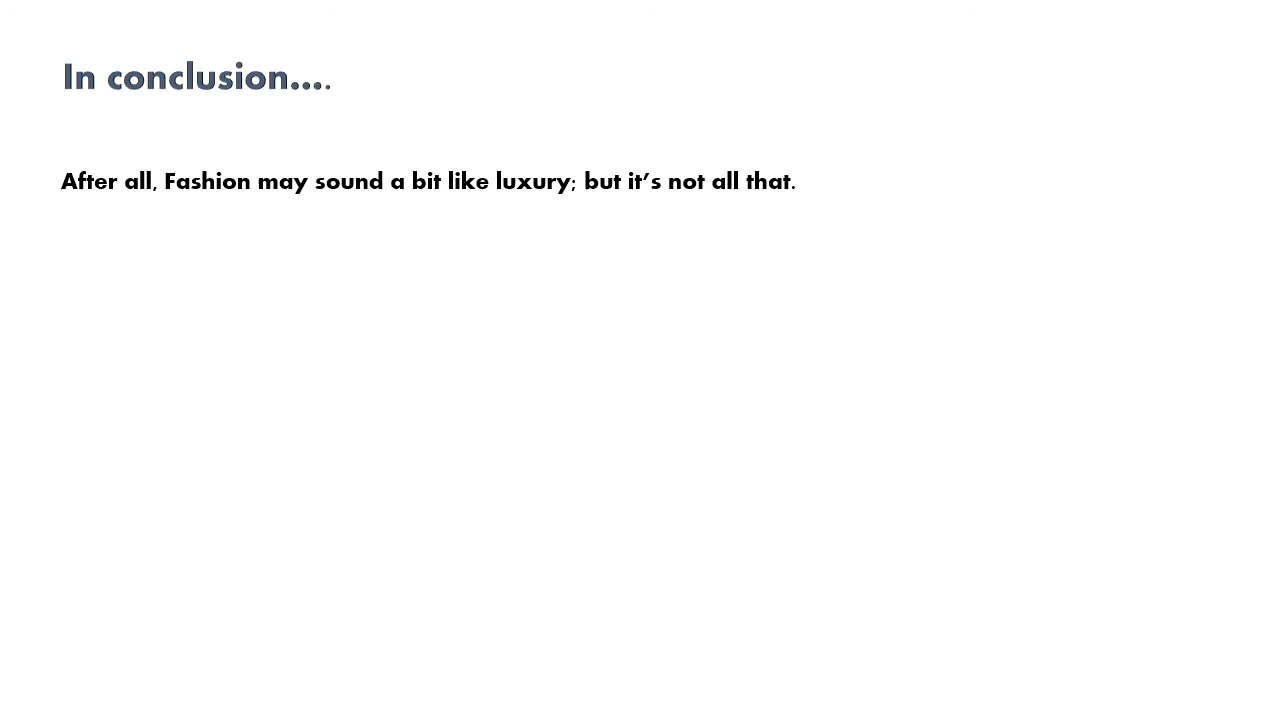 In conclusion….
After all, Fashion may sound a bit like luxury; but it’s not all that.